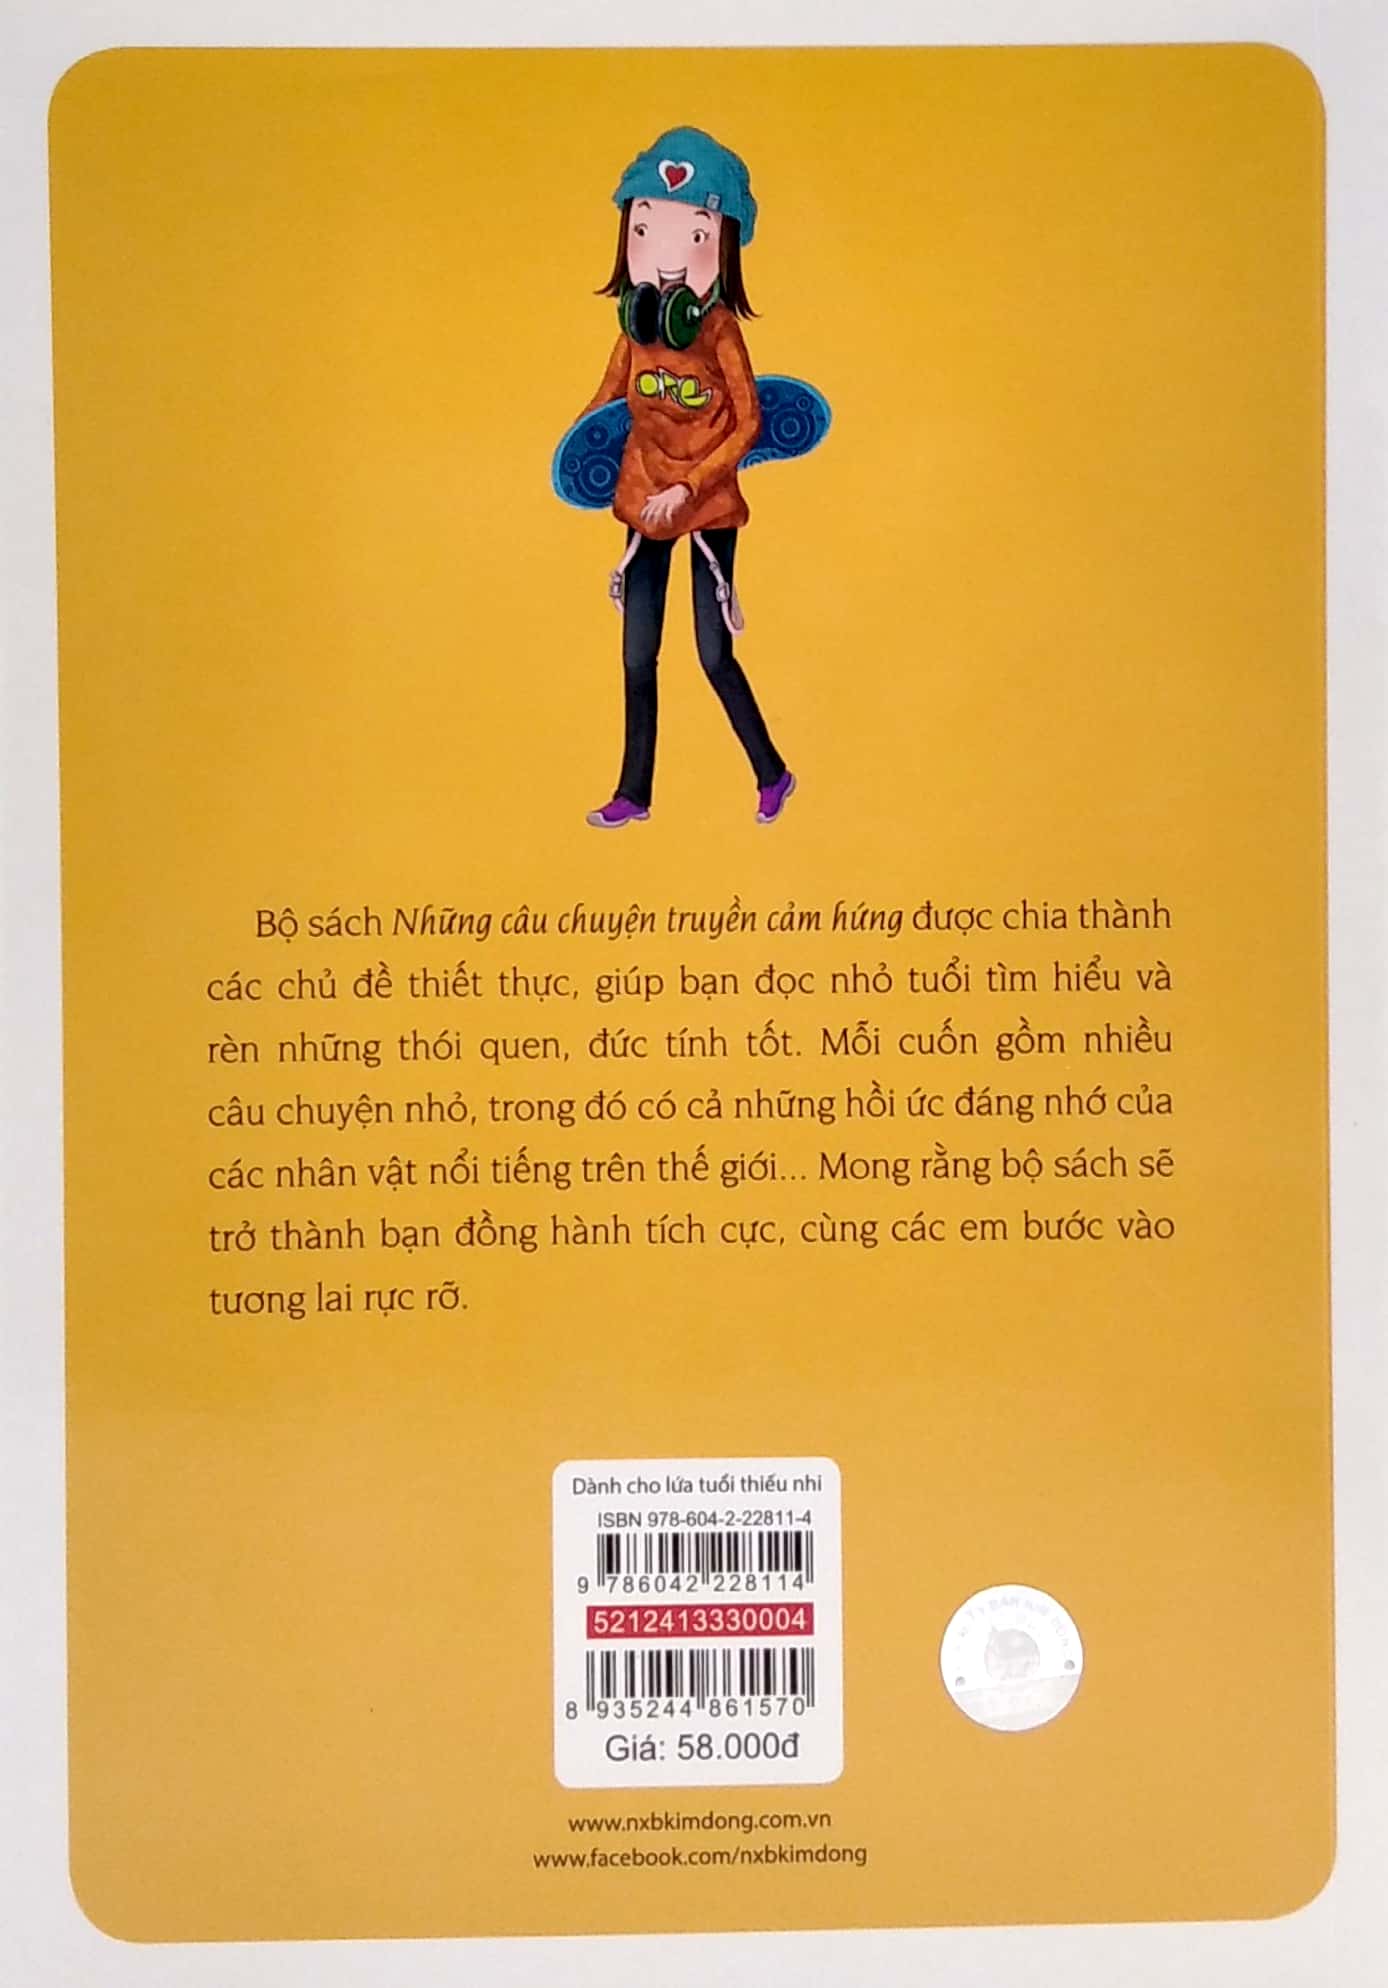 ORE
Bộ sách Những câu chuyện truyền cảm hứng được chia thành
các chủ đề thiết thực, giúp bạn đọc nhỏ tuổi tìm hiểu và
rèn những thói quen, đức tính tốt. Mỗi cuốn gồm nhiều
câu chuyện nhỏ, trong đó có cả những hồi ức đáng nhớ của
các nhân vật nổi tiếng trên thế giới... Mong rằng bộ sách sẽ
trở thành bạn đồng hành tích cực, cùng các em bước vào
tương lai rực rỡ.
Dành cho lứa tuổi thiếu nhi
ISBN 978-604-2-22811-4
9 786042 228114
5212413330004
8 935244 861570
Giá: 58.000đ
www.nxbkimdong.com.vn
www.facebook.com/nxbkimdong